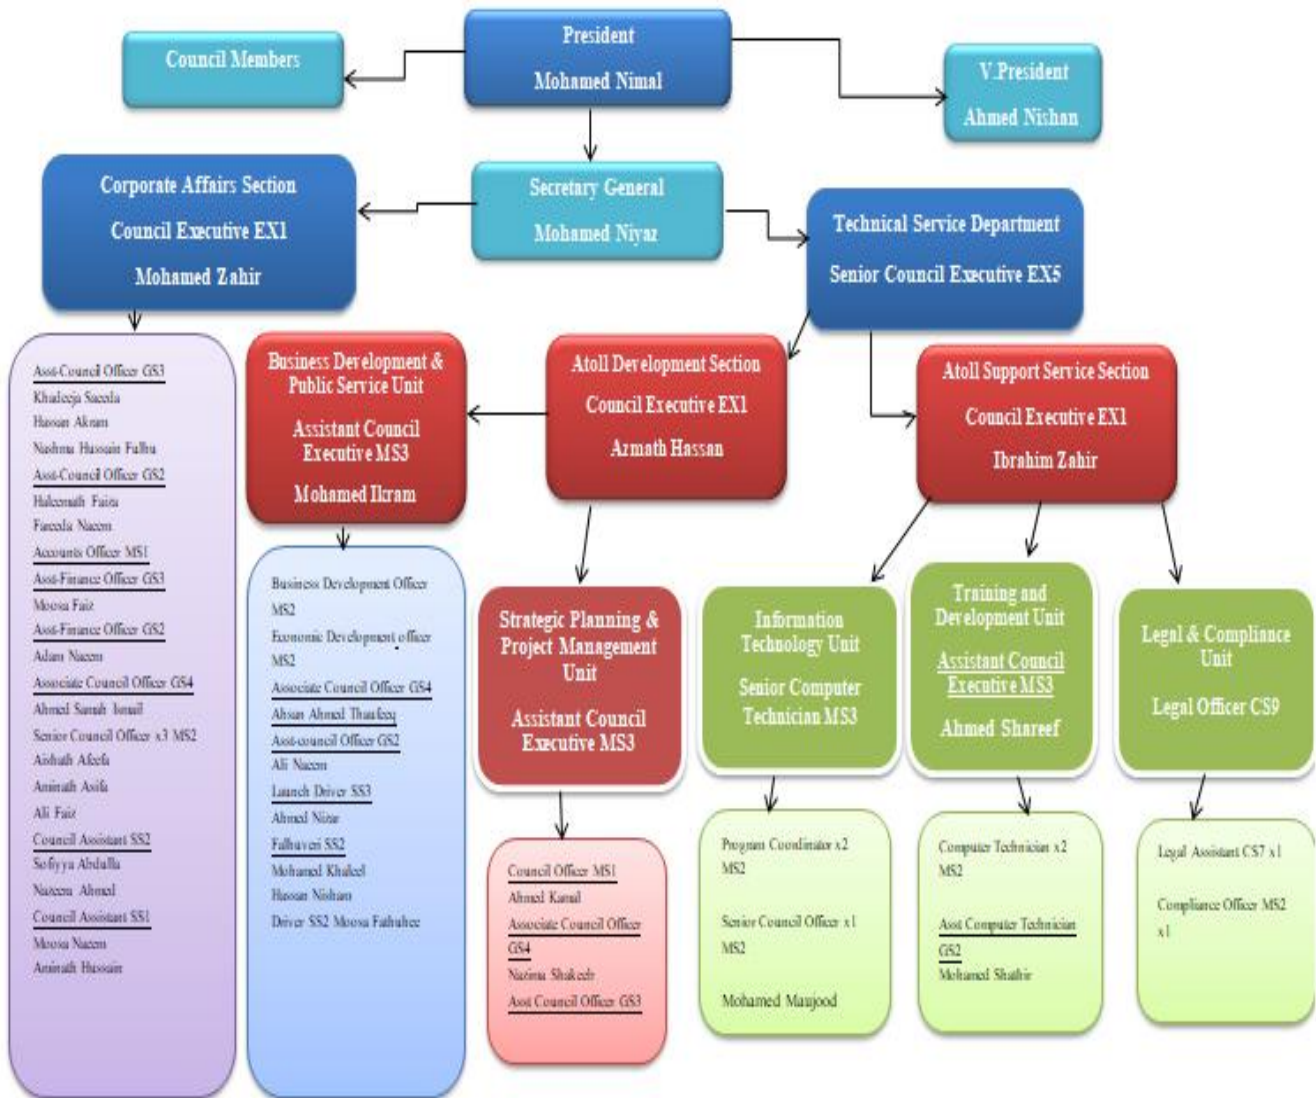 President
Mohamed Nimal
Council Members
V.President
Ahmed Nishan
Secretary General
Mohamed Niyaz
Corporate Affairs Section
Council Executive EX1
Mohamed Zahir
Technical Service Department
Senior Council Executive EX5
Business Development &
Public Service Unit
Assistant Council
Executive MS3
Mohamed Ikram
Atoll Development Section
Council Executive EX1
Azmath Hassan
Atoll Support Service Section
Council Executive EX1
Ibrahim Zahir
Asst-Council Officer GS3
Khadeeja Saeeda
Hassan Akram
Nashma Hussain Fulhu
Asst-Council Officer GS2
Haleemath Faiza
Fareeda Naeem
Accounts Officer MS1
Asst-Finance Officer GS3
Moosa Faiz
Asst-Finance Officer GS2
Adam Naeem
Associate Council Officer GS4
Ahmed Samah Ismail
Senior Council Officer x3 MS2
Aishath Afeefa
Aminath Asifa
Ali Faiz
Council Assistant SS2
Sofiyya Abdulla
Nazeera Ahmed
Council Assistant SS1
Moosa Naeem
Aminath Hussain
Business Development Officer
MS2
Economic Development officer
MS2
Associate Council Officer GS4
Ahsan Ahmed Thaufeeq
Asst-council Officer GS2
Ali Naeem
Launch Driver SS3
Ahmed Nizar
Falhuveri SS2
Mohamed Khaleel
Hassan Nisham
Driver SS2 Moosa Fathuhee
Strategic Planning &
Project Management
Unit
Assistant Council
Executive MS3
Information
Technology Unit
Senior Computer
Technician MS3
Training and
Development Unit
Assistant Council
Executive MS3
Ahmed Shareef
Legal & Compliance
Unit
Legal Officer CS9
Council Officer MS1
Ahmed Kamal
Associate Council Officer
GS4
Nazima Shakeeb
Asst Council Officer GS3
Program Coordinator x2
MS2
Senior Council Officer x1
MS2
Mohamed Maujood
Computer Technician x2
MS2
Asst Computer Technician
GS2
Mohamed Shathir
Legal Assistant CS7 x1
Compliance Officer MS2
x1